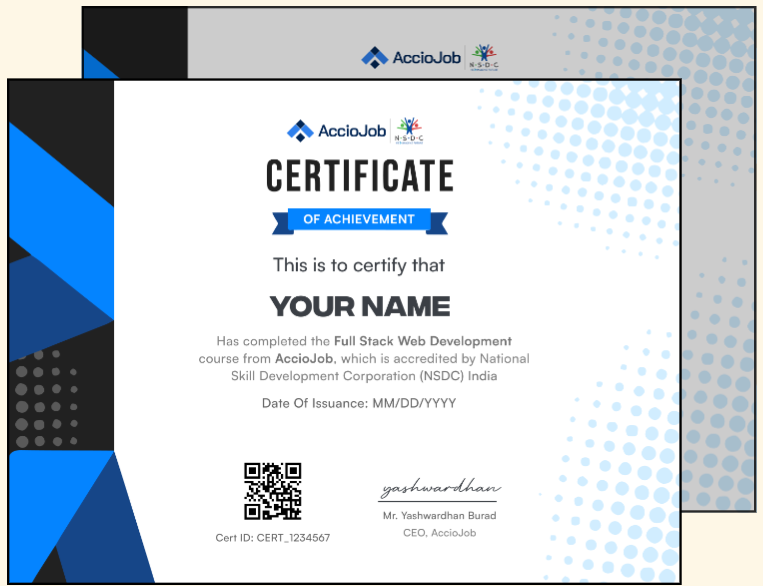 AccioJob N·S·D·C
AccioJob N·S·D·C
CERTIFICATE
OF ACHIEVEMENT
This is to certify that
YOUR NAME
Has completed the Full Stack Web Development
course from AccioJob, which is accredited by National
Skill Development Corporation (NSDC) India
Date Of Issuance: MM/DD/YYYY
yashwardhan
Mr. Yashwardhan Burad
CEO, AccioJob
Cert ID: CERT_1234567